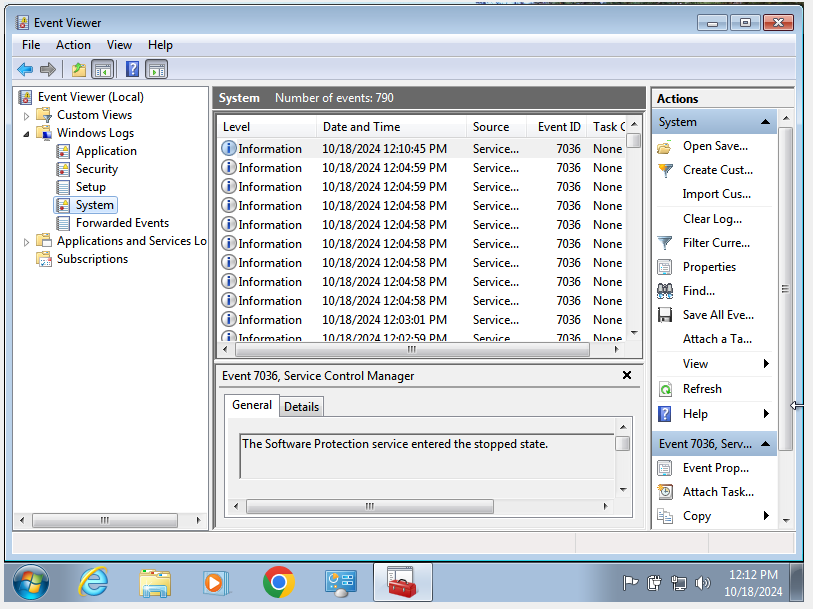 Event Viewer
File Action View Help
Event Viewer (Local)
Custom Views
Windows Logs
Application
Security
Setup
System
Forwarded Events
Applications and Services Lo
Subscriptions
System Number of events: 790
Level Date and Time Source Event ID Task C
Information 10/18/2024 12:10:45 PM Service... 7036 None
Information 10/18/2024 12:04:59 PM Service... 7036 None
Information 10/18/2024 12:04:59 PM Service... 7036 None
Information 10/18/2024 12:04:58 PM Service... 7036 None
Information 10/18/2024 12:04:58 PM Service... 7036 None
Information 10/18/2024 12:04:58 PM Service... 7036 None
Information 10/18/2024 12:04:58 PM Service... 7036 None
Information 10/18/2024 12:04:58 PM Service... 7036 None
Information 10/18/2024 12:04:58 PM Service... 7036 None
Information 10/18/2024 12:03:01 PM Service... 7036 None
Information 10/18/2024 12:02:59 PM Service... 7036 None
Event 7036, Service Control Manager
General Details
The Software Protection service entered the stopped state.
Actions
System
Open Save...
Create Cust...
Import Cus...
Clear Log...
Filter Curre...
Properties
Find...
Save All Eve...
Attach a Ta...
View
Refresh
Help
Event 7036, Serv...
Event Prop...
Attach Task...
Copy
12:12 PM
10/18/2024